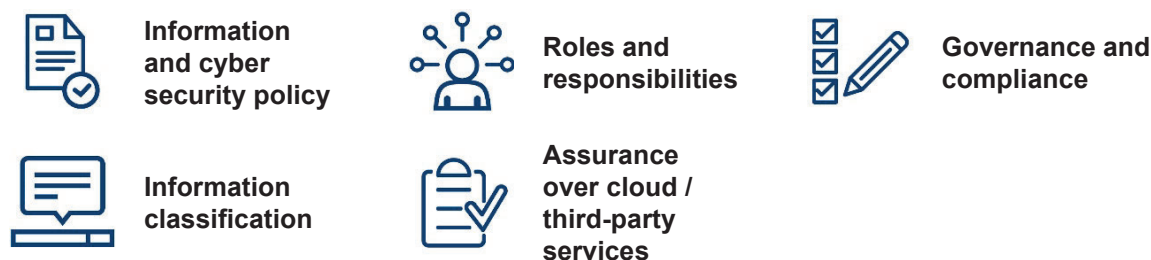 Information
and cyber
security policy
Roles and
responsibilities
Governance and
compliance
Information
classification
Assurance
over cloud /
third-party
services